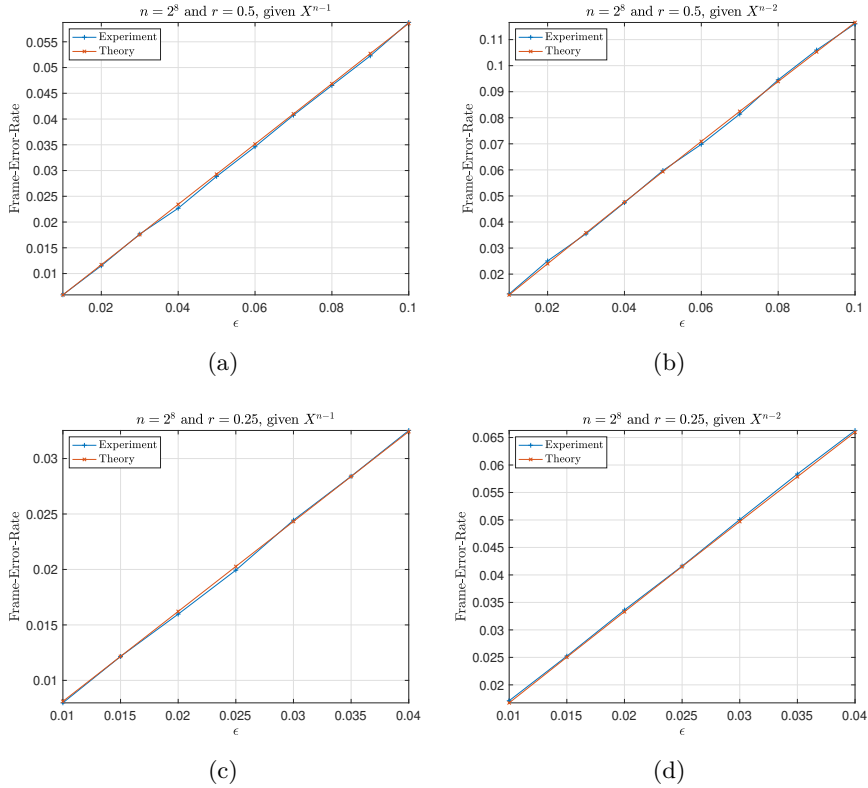 n = 2⁸ and r = 0.5, given Xⁿ⁻¹
Experiment
Theory
Frame-Error-Rate
0.055
0.05
0.045
0.04
0.035
0.03
0.025
0.02
0.015
0.01
0.02 0.04 0.06 0.08 0.1
ϵ
(a)
n = 2⁸ and r = 0.5, given Xⁿ⁻²
Experiment
Theory
Frame-Error-Rate
0.11
0.1
0.09
0.08
0.07
0.06
0.05
0.04
0.03
0.02
0.02 0.04 0.06 0.08 0.1
ϵ
(b)
n = 2⁸ and r = 0.25, given Xⁿ⁻¹
Experiment
Theory
Frame-Error-Rate
0.03
0.025
0.02
0.015
0.01
0.01 0.015 0.02 0.025 0.03 0.035 0.04
ϵ
(c)
n = 2⁸ and r = 0.25, given Xⁿ⁻²
Experiment
Theory
Frame-Error-Rate
0.065
0.06
0.055
0.05
0.045
0.04
0.035
0.03
0.025
0.02
0.01 0.015 0.02 0.025 0.03 0.035 0.04
ϵ
(d)